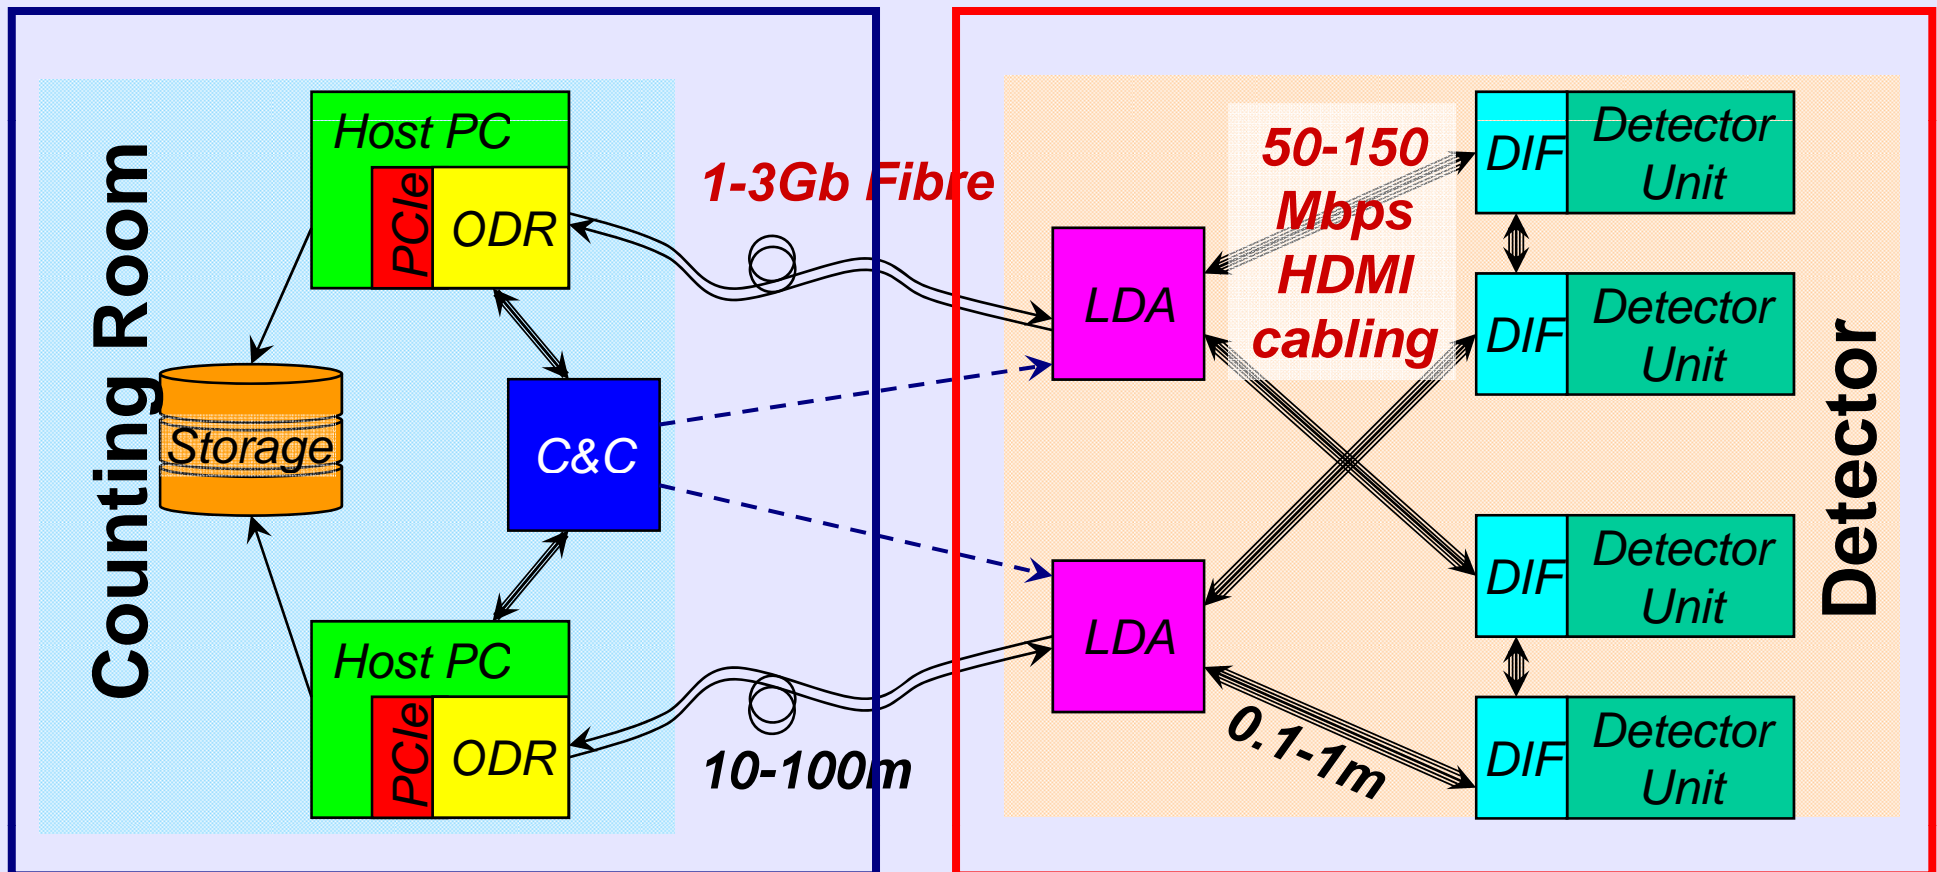 Counting Room
Host PC
PCIe
ODR
Storage
C&C
Host PC
PCIe
ODR
1-3Gb Fibre
10-100m
LDA
LDA
50-150
Mbps
HDMI
cabling
0.1-1m
DIF
Detector
Unit
DIF
Detector
Unit
DIF
Detector
Unit
DIF
Detector
Unit
Detector